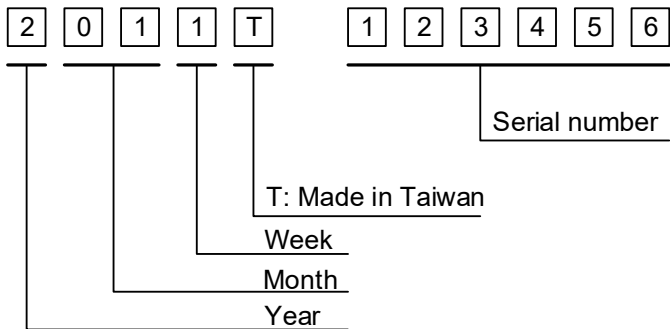 2 0 1 1 T 1 2 3 4 5 6
Serial number
T: Made in Taiwan
Week
Month
Year